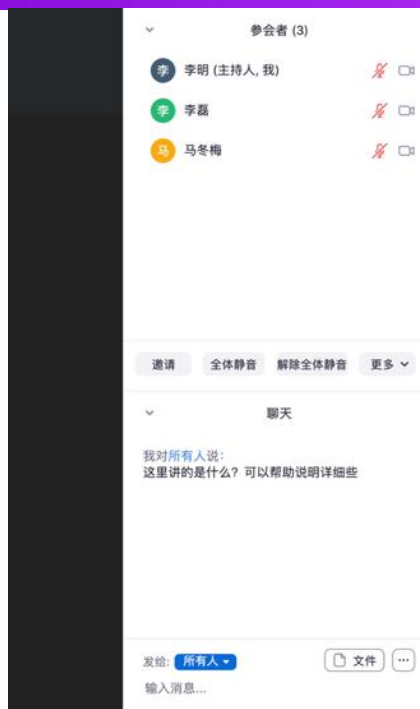 参会者 (3)
李 李明 (主持人, 我)
李 李磊
马 马冬梅
邀请 全体静音 解除全体静音 更多
聊天
我对所有人说:
这里讲的是什么？可以帮助说明详细些
发给: 所有人 文件 ...
输入消息...